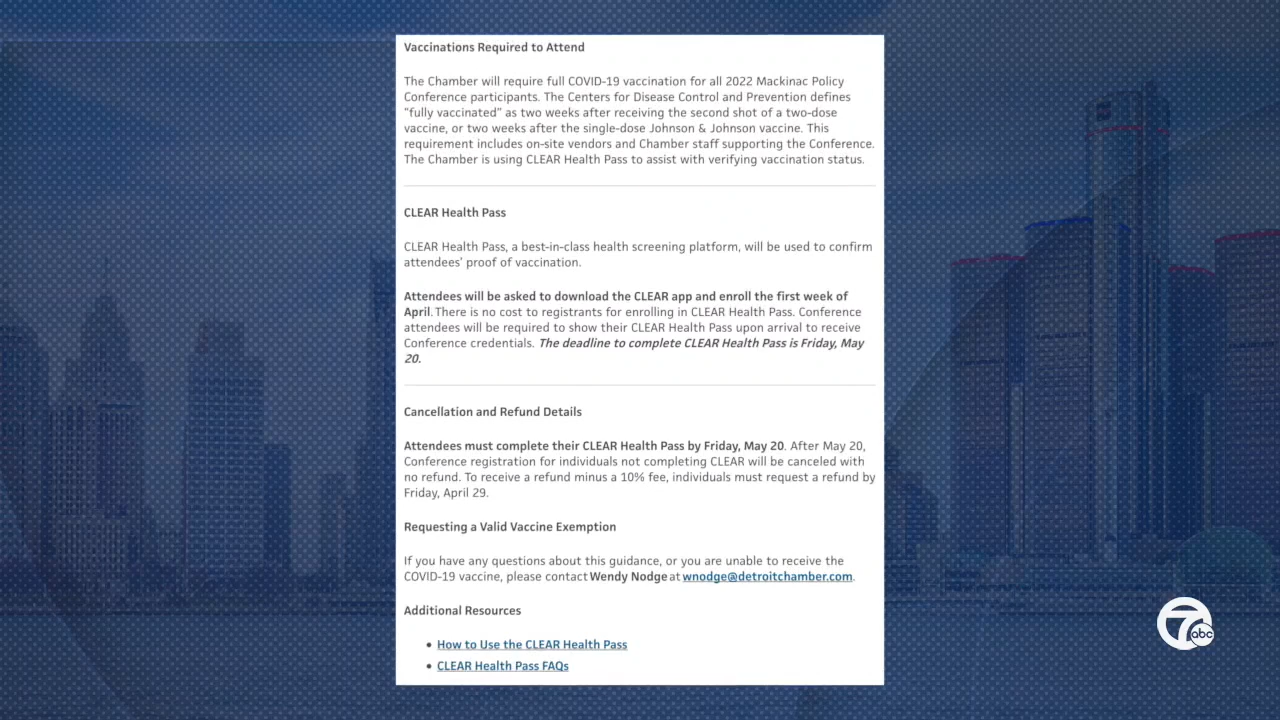 Vaccinations Required to Attend
The Chamber will require full COVID-19 vaccination for all 2022 Mackinac Policy
Conference participants. The Centers for Disease Control and Prevention defines
“fully vaccinated” as two weeks after receiving the second shot of a two-dose
vaccine, or two weeks after the single-dose Johnson & Johnson vaccine. This
requirement includes on-site vendors and Chamber staff supporting the Conference.
The Chamber is using CLEAR Health Pass to assist with verifying vaccination status.
CLEAR Health Pass
CLEAR Health Pass, a best-in-class health screening platform, will be used to confirm
attendees’ proof of vaccination.
Attendees will be asked to download the CLEAR app and enroll the first week of
April. There is no cost to registrants for enrolling in CLEAR Health Pass. Conference
attendees will be required to show their CLEAR Health Pass upon arrival to receive
Conference credentials. The deadline to complete CLEAR Health Pass is Friday, May
20.
Cancellation and Refund Details
Attendees must complete their CLEAR Health Pass by Friday, May 20. After May 20,
Conference registration for individuals not completing CLEAR will be canceled with
no refund. To receive a refund minus a 10% fee, individuals must request a refund by
Friday, April 29.
Requesting a Valid Vaccine Exemption
If you have any questions about this guidance, or you are unable to receive the
COVID-19 vaccine, please contact Wendy Nodge at wnodge@detroitchamber.com.
Additional Resources
• How to Use the CLEAR Health Pass
• CLEAR Health Pass FAQs
7 abc